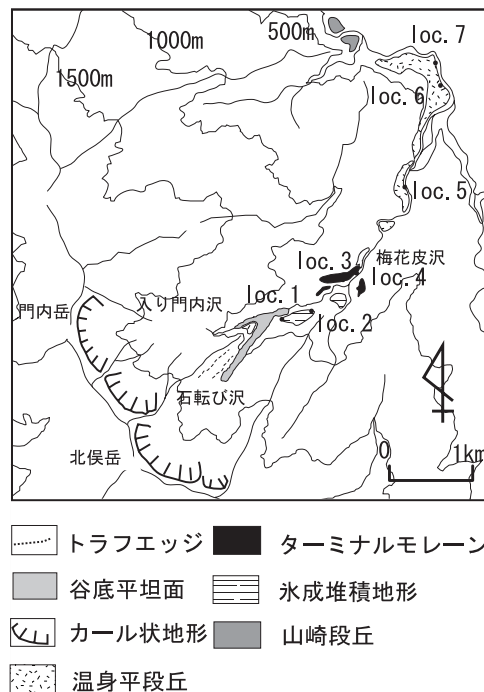 1000m
500m
loc. 7
1500m
loc. 6
loc. 5
梅花皮沢
loc. 3
loc. 4
入り門内沢
loc. 1
門内岳
loc. 2
石転び沢
北俣岳
0
1km
トラフエッジ
ターミナルモレーン
谷底平坦面
氷成堆積地形
カール状地形
山崎段丘
温身平段丘